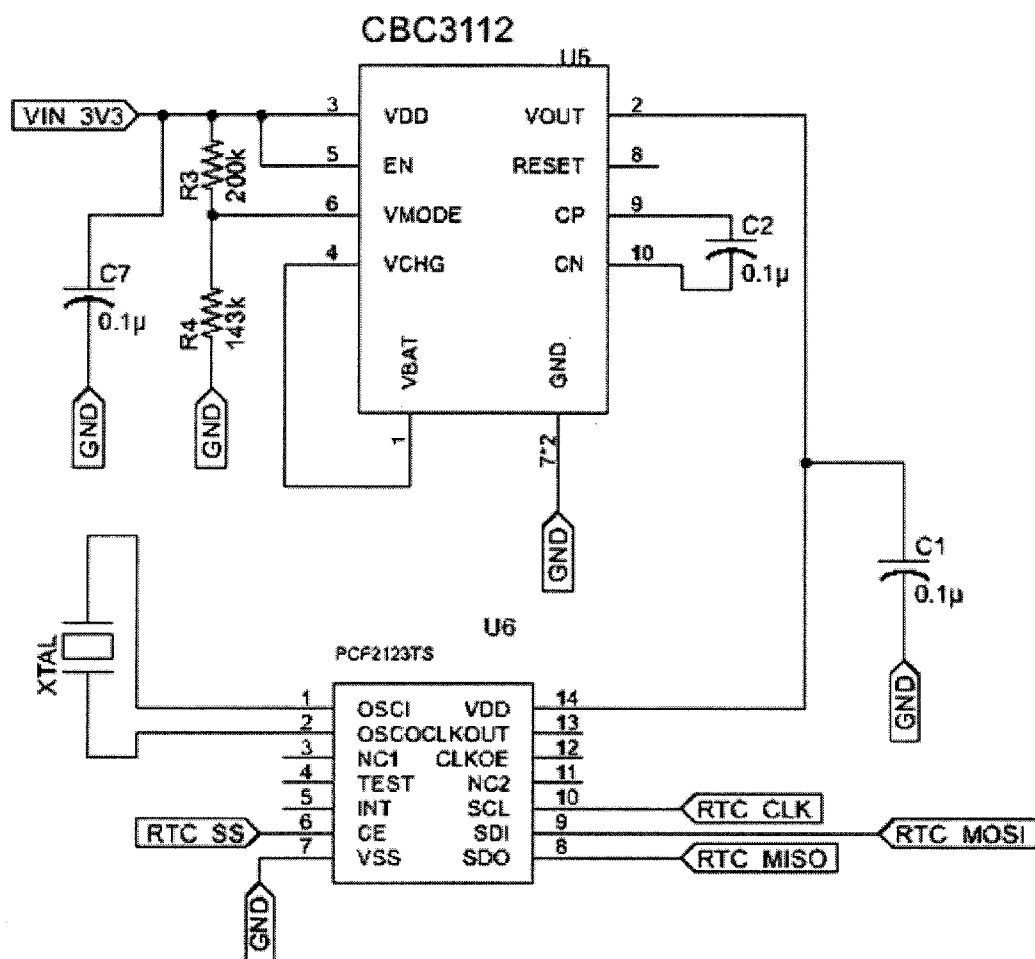 CBC3112
U5
VIN 3V3
3 VDD VOUT 2
5 EN RESET 8
6 VMODE CP 9
4 VCHG CN 10
R3
200k
R4
143k
C7
0.1µ
C2
0.1µ
VBAT
GND
1
7*2
GND
GND
GND
C1
0.1µ
GND
XTAL
U6
PCF2123TS
1 OSCI VDD 14
2 OSCO CLKOUT 13
3 NC1 CLKOE 12
4 TEST NC2 11
5 INT SCL 10 RTC CLK
RTC SS 6 CE SDI 9 RTC MOSI
7 VSS SDO 8 RTC MISO
GND